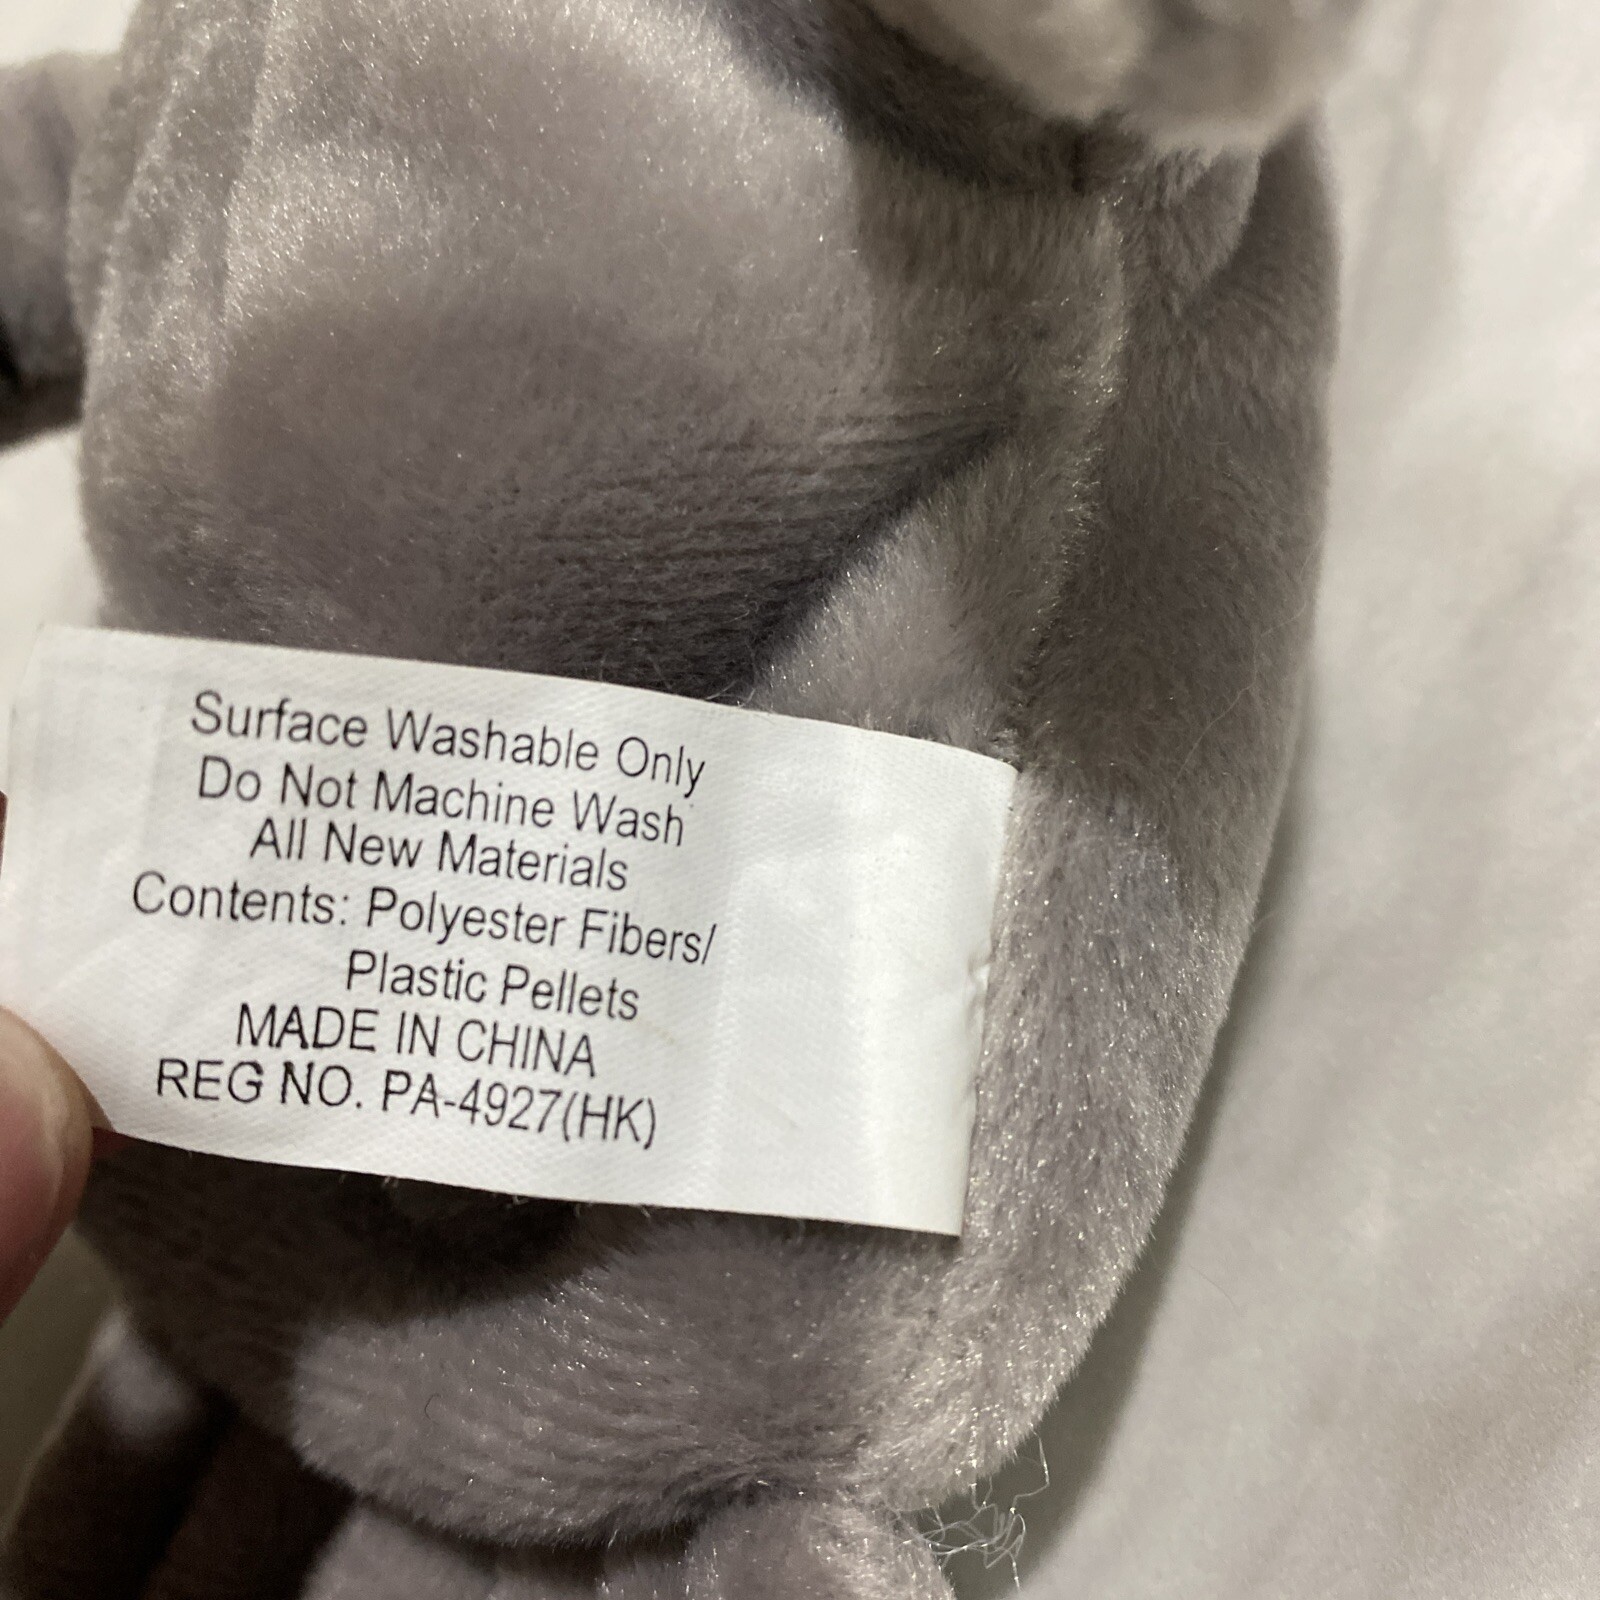 Surface Washable Only
Do Not Machine Wash
All New Materials
Contents: Polyester Fibers/
Plastic Pellets
MADE IN CHINA
REG NO. PA-4927(HK)